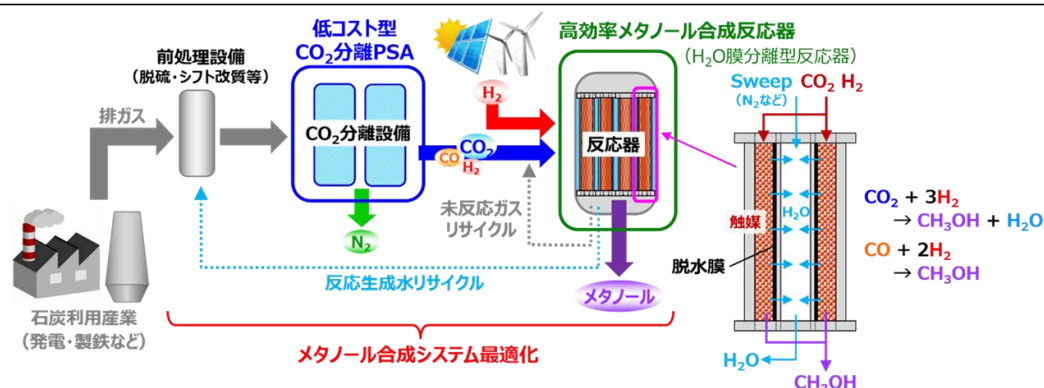 前処理設備
（脱硫・シフト改質等）
低コスト型
CO₂分離PSA
高効率メタノール合成反応器
（H₂O膜分離型反応器）
排ガス
CO₂分離設備
H₂
CO
CO₂
H₂
反応器
N₂
未反応ガス
リサイクル
反応生成水リサイクル
メタノール
石炭利用産業
（発電・製鉄など）
メタノール合成システム最適化
Sweep
（N₂など）
CO₂ H₂
H₂O
触媒
脱水膜
H₂O
CH₃OH
CO₂ + 3H₂
→ CH₃OH + H₂O
CO + 2H₂
→ CH₃OH